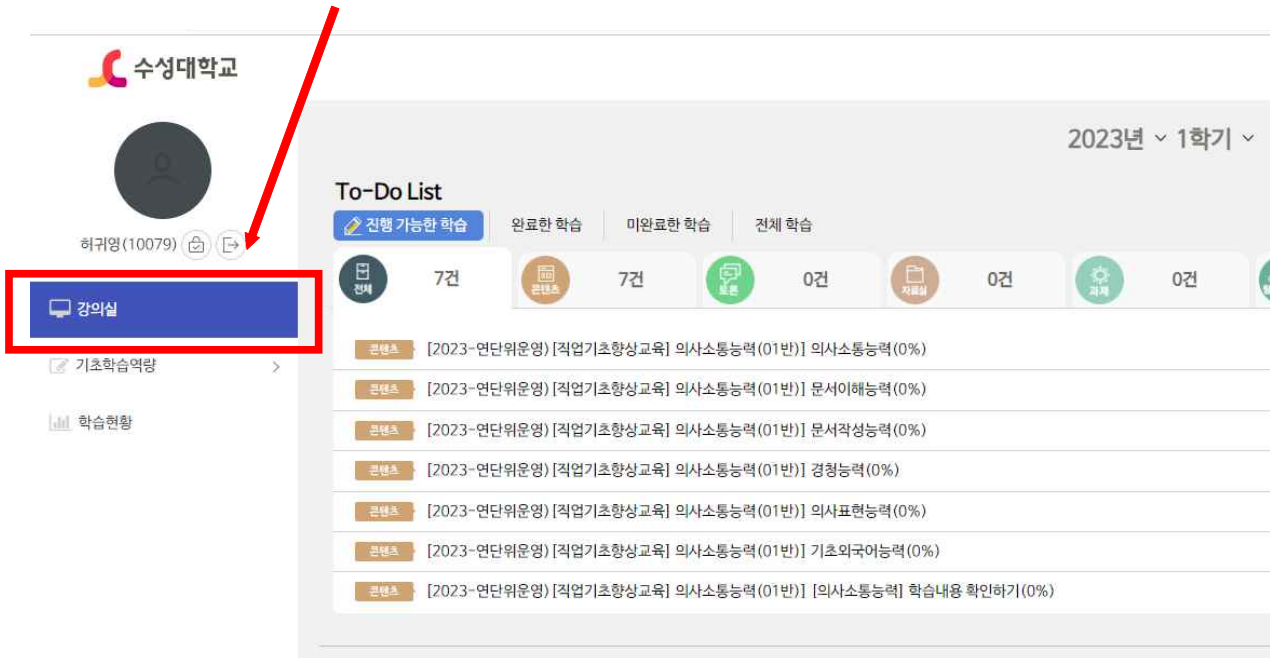 수성대학교
2023년 1학기
To-Do List
진행 가능한 학습 완료한 학습 미완료한 학습 전체 학습
허귀영(10079)
전체 7건 콘텐츠 7건 토론 0건 자료실 0건 과제 0건
강의실
기초학습역량
학습현황
콘텐츠 [2023-연단위운영) [직업기초향상교육] 의사소통능력(01반)] 의사소통능력(0%)
콘텐츠 [2023-연단위운영) [직업기초향상교육] 의사소통능력(01반)] 문서이해능력(0%)
콘텐츠 [2023-연단위운영) [직업기초향상교육] 의사소통능력(01반)] 문서작성능력(0%)
콘텐츠 [2023-연단위운영) [직업기초향상교육] 의사소통능력(01반)] 경청능력(0%)
콘텐츠 [2023-연단위운영) [직업기초향상교육] 의사소통능력(01반)] 의사표현능력(0%)
콘텐츠 [2023-연단위운영) [직업기초향상교육] 의사소통능력(01반)] 기초외국어능력(0%)
콘텐츠 [2023-연단위운영) [직업기초향상교육] 의사소통능력(01반)] [의사소통능력] 학습내용 확인하기(0%)